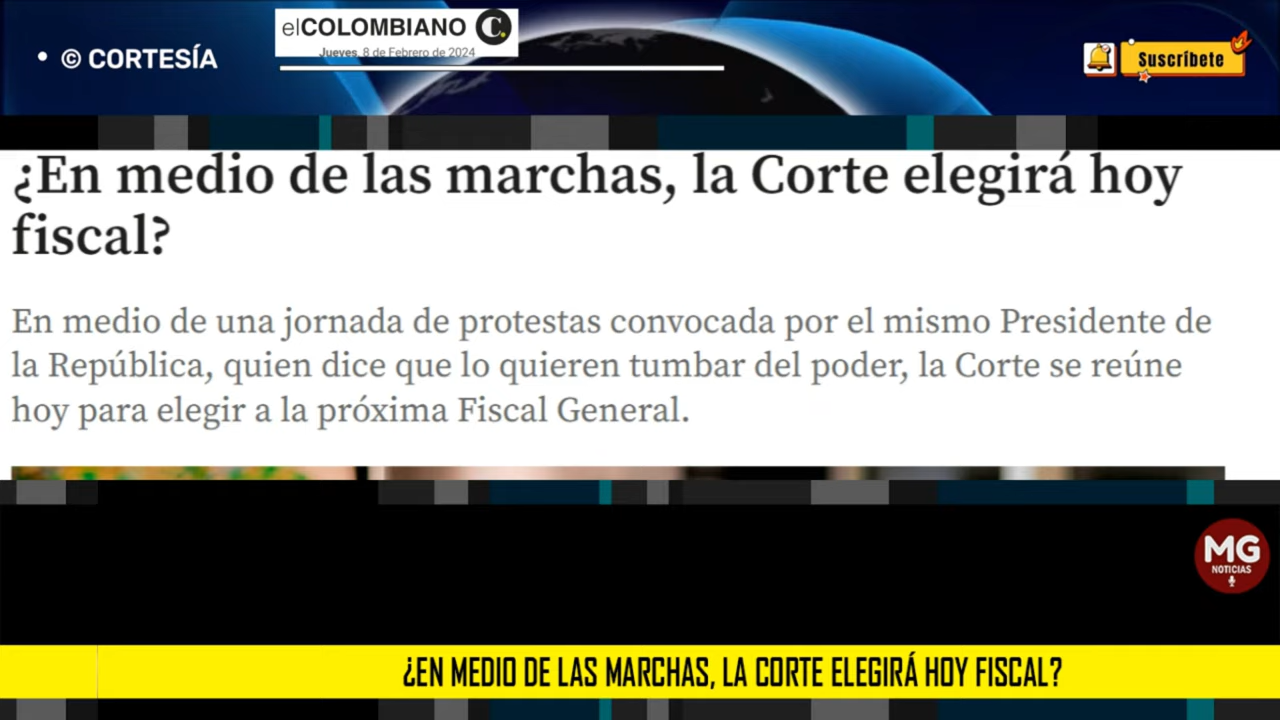 elCOLOMBIANO C.
Jueves, 8 de Febrero de 2024
• © CORTESÍA
Suscríbete
¿En medio de las marchas, la Corte elegirá hoy
fiscal?
En medio de una jornada de protestas convocada por el mismo Presidente de
la República, quien dice que lo quieren tumbar del poder, la Corte se reúne
hoy para elegir a la próxima Fiscal General.
MG
NOTICIAS
¿EN MEDIO DE LAS MARCHAS, LA CORTE ELEGIRÁ HOY FISCAL?